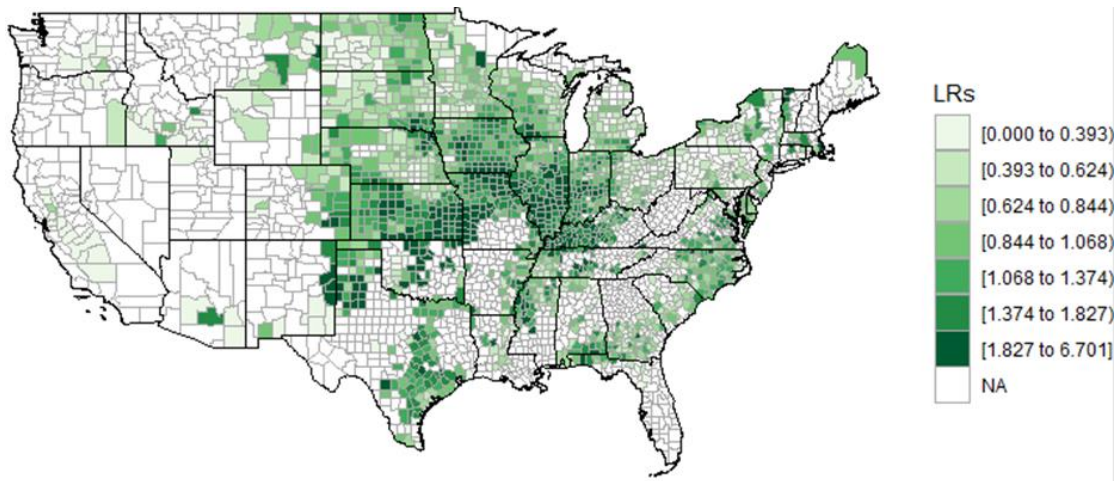 LRs
[0.000 to 0.393)
[0.393 to 0.624)
[0.624 to 0.844)
[0.844 to 1.068)
[1.068 to 1.374)
[1.374 to 1.827)
[1.827 to 6.701]
NA